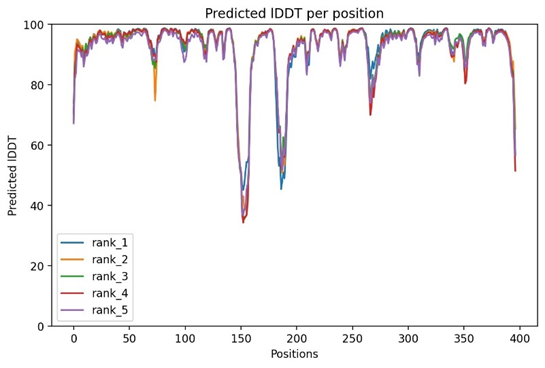 Predicted lDDT per position
100
80
60
40
20
0
Predicted lDDT
rank_1
rank_2
rank_3
rank_4
rank_5
0 50 100 150 200 250 300 350 400
Positions